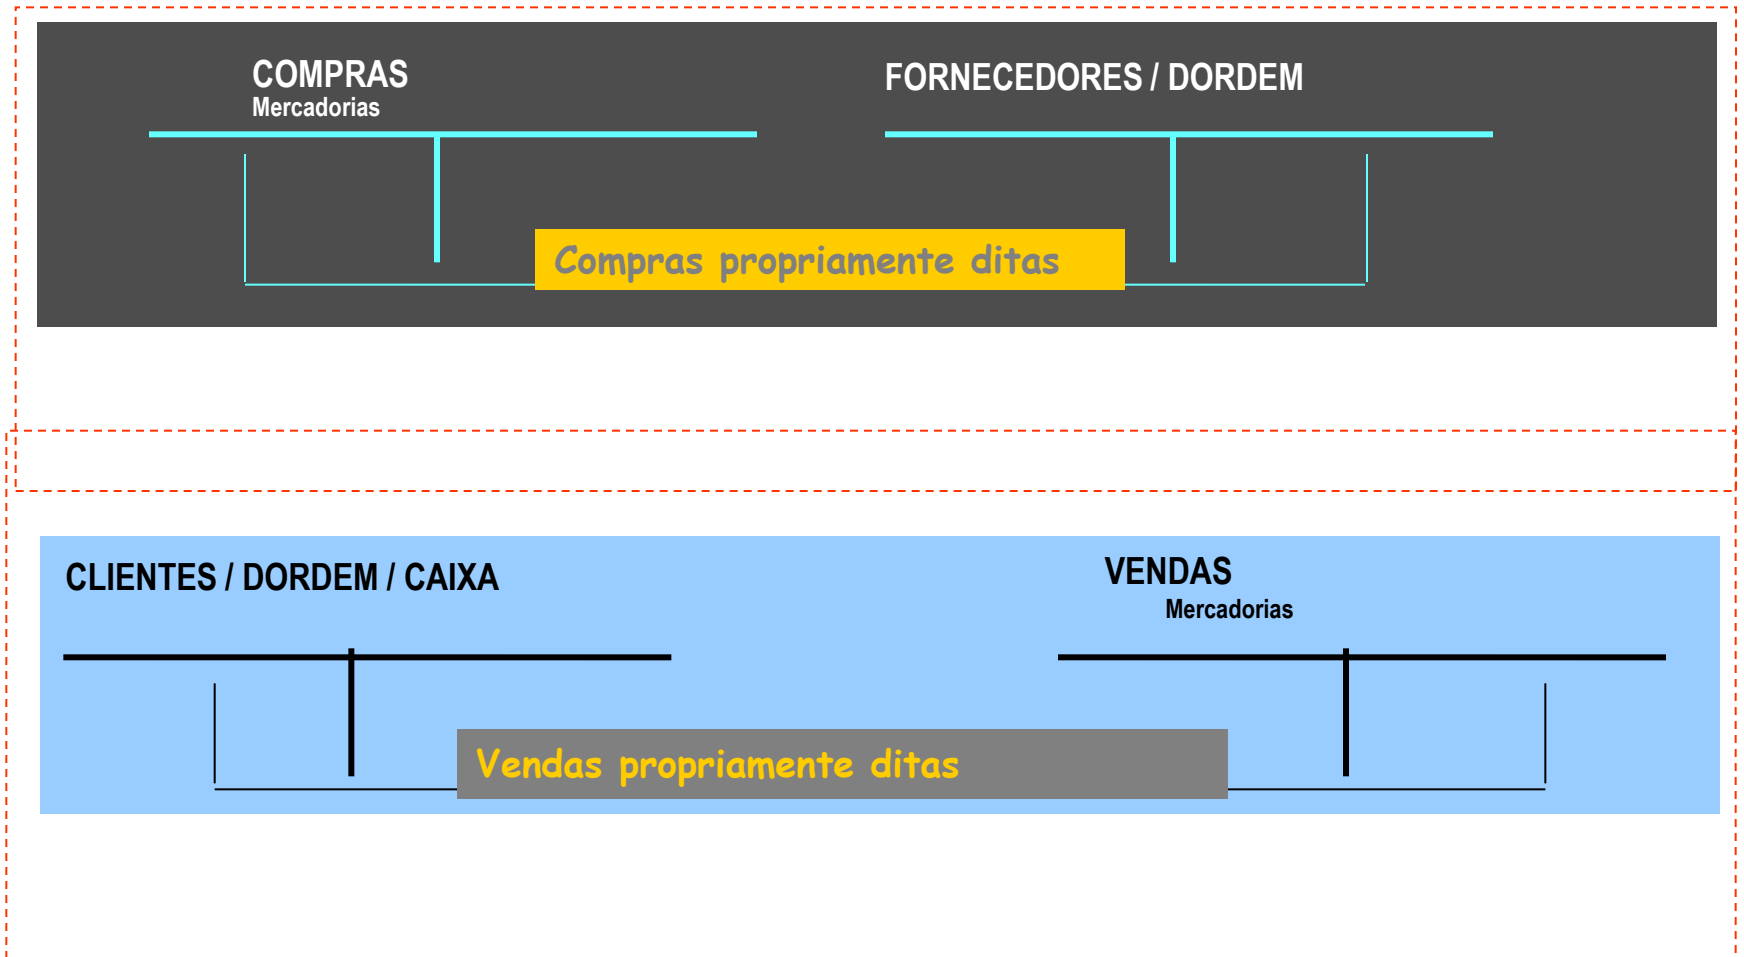 COMPRAS
Mercadorias
FORNECEDORES / DORDEM
Compras propriamente ditas
CLIENTES / DORDEM / CAIXA
VENDAS
Mercadorias
Vendas propriamente ditas